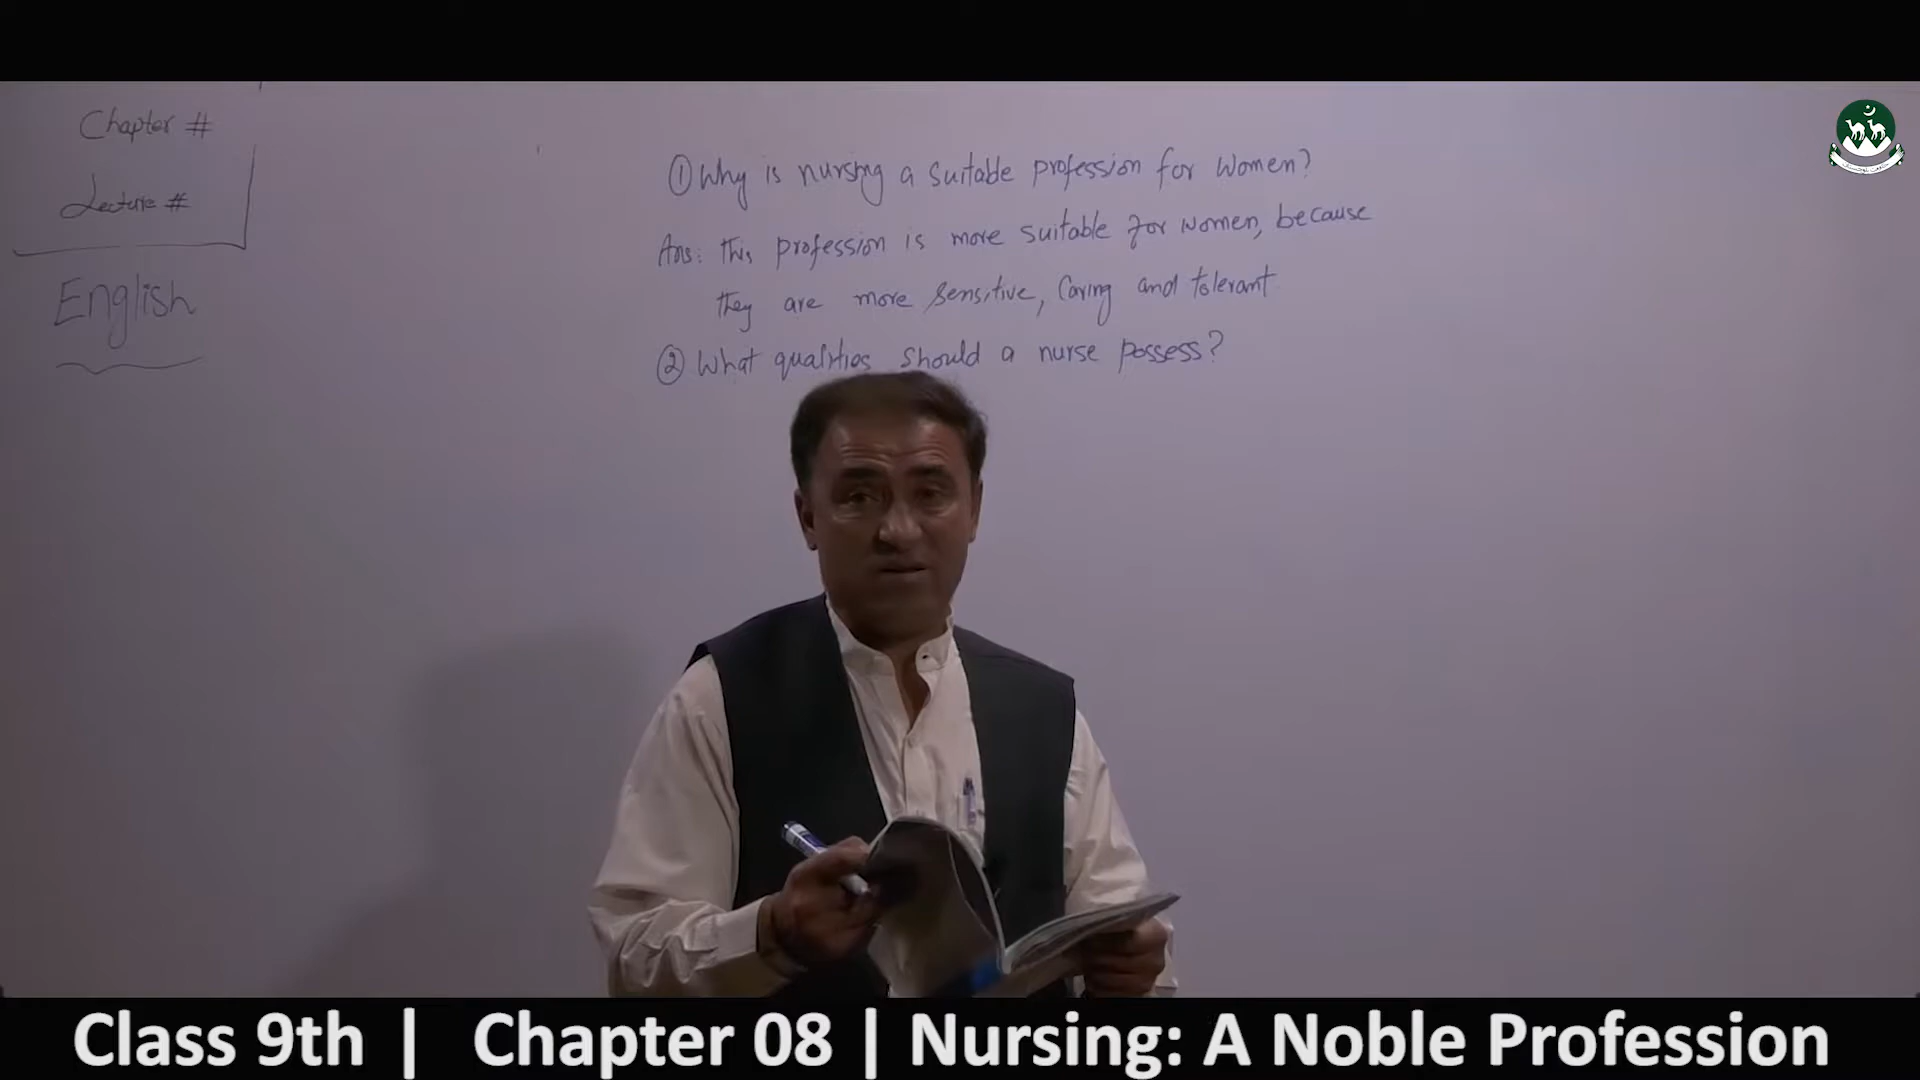 Chapter #
Lecture #
English
① Why is nursing a suitable profession for women?
Ans: this profession is more suitable for women, because
they are more sensitive, Caring and tolerant
② What qualities should a nurse possess?
Class 9th | Chapter 08 | Nursing: A Noble Profession